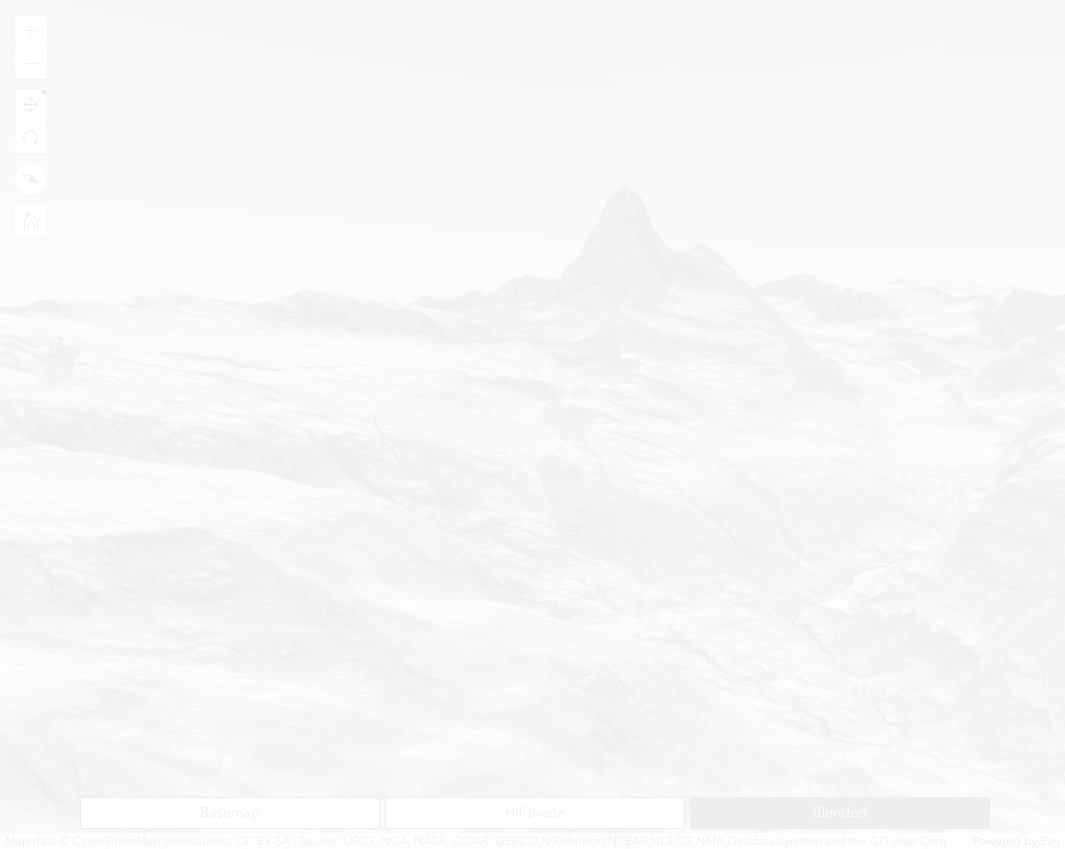 Basemap
Hillshade
Blended
Map data © OpenStreetMap contributors, CC-BY-SA | Source: USGS, NGA, NASA, CGIAR, GEBCO,N Robinson,NCEAS,NLS,OS,NMA,Geodatastyrelsen and the GIS User Com...
Powered by Esri